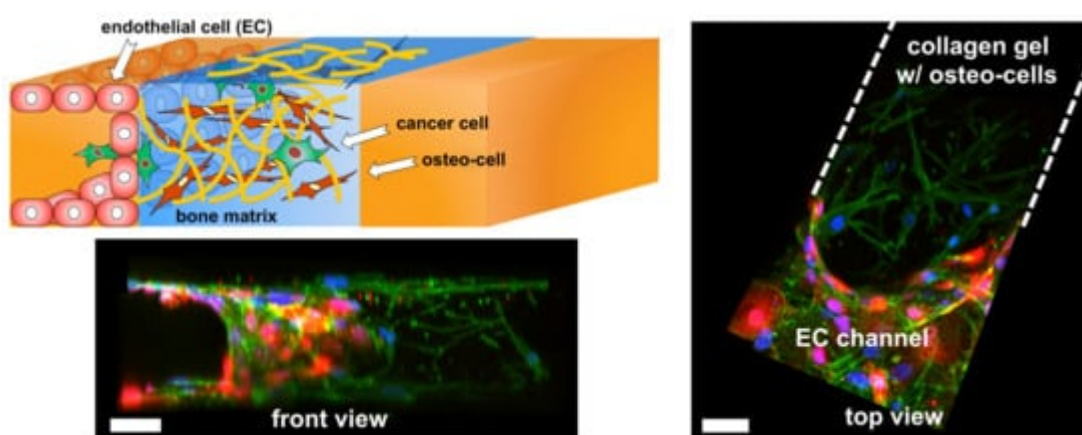 endothelial cell (EC)
cancer cell
osteo-cell
bone matrix
front view
collagen gel
w/ osteo-cells
EC channel
top view